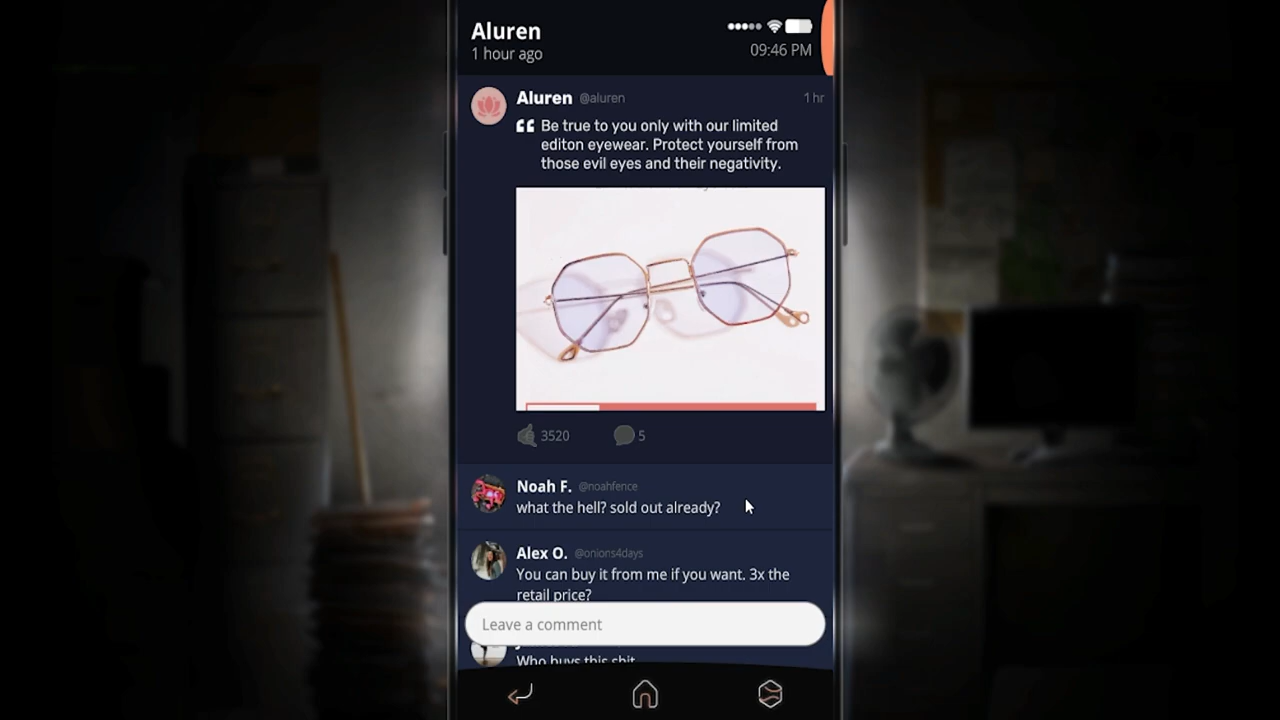 Aluren
1 hour ago
09:46 PM
Aluren @aluren 1 hr
Be true to you only with our limited
editon eyewear. Protect yourself from
those evil eyes and their negativity.
3520 5
Noah F. @noahfence
what the hell? sold out already?
Alex O. @onions4days
You can buy it from me if you want. 3x the
retail price?
Leave a comment
Who buys this shit